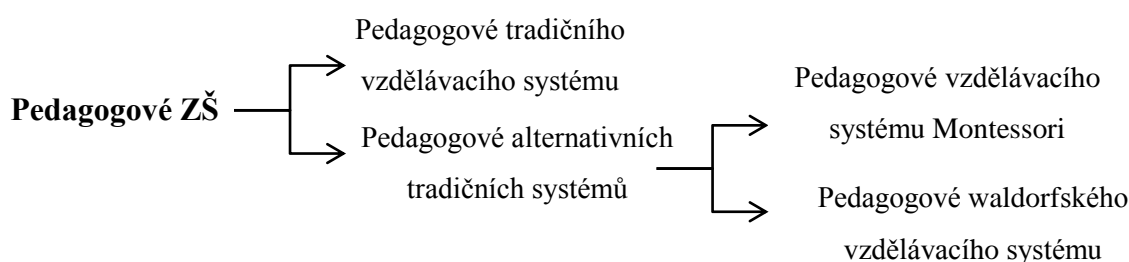 Pedagogové ZŠ
Pedagogové tradičního
vzdělávacího systému
Pedagogové alternativních
tradičních systémů
Pedagogové vzdělávacího
systému Montessori
Pedagogové waldorfského
vzdělávacího systému